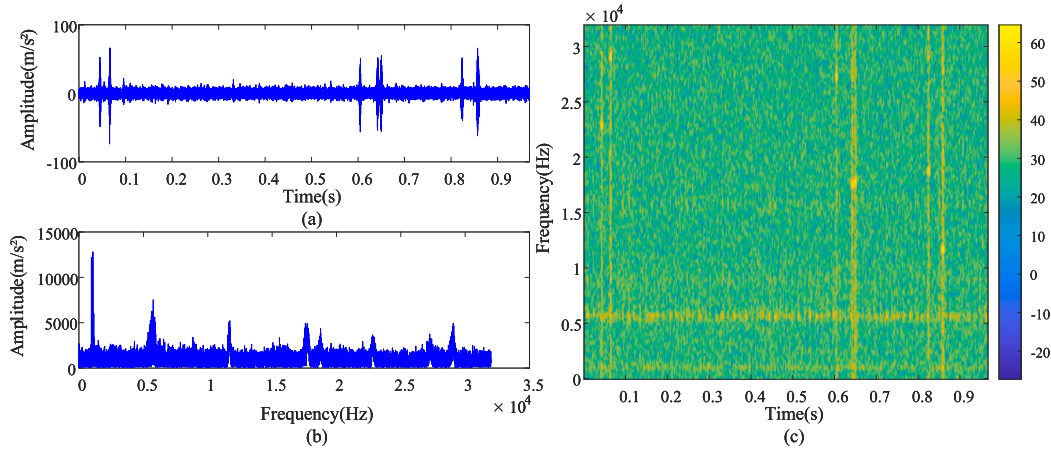 100
0
-100
Amplitude(m/s²)
0 0.1 0.2 0.3 0.4 0.5 0.6 0.7 0.8 0.9
Time(s)
(a)
15000
10000
5000
0
Amplitude(m/s²)
0 0.5 1 1.5 2 2.5 3 3.5
× 10⁴
Frequency(Hz)
(b)
× 10⁴
3
2.5
2
1.5
1
0.5
0
Frequency(Hz)
0.1 0.2 0.3 0.4 0.5 0.6 0.7 0.8 0.9
Time(s)
(c)
60
50
40
30
20
10
0
-10
-20